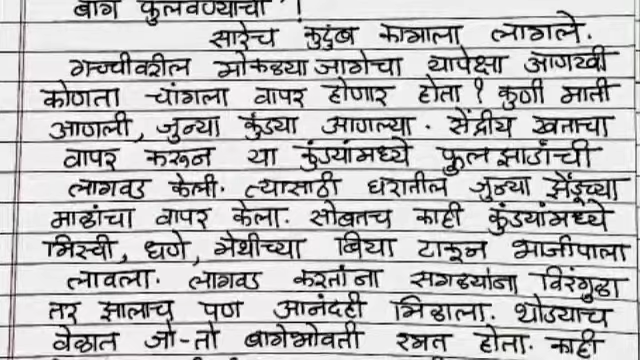 बाग फुलवण्याचा !
सारेच कुटुंब कामाला लागले.
गच्चीवरील मोकळ्या जागेचा यापेक्षा आणखी
कोणता चांगला वापर होणार होता ? कुणी माती
आणली, जुन्या कुंड्या आणल्या. सेंद्रीय खताचा
वापर करून या कुंड्यांमध्ये फुलझाडांची
लागवड केली. त्यासाठी घरातील जुन्या झेंडूच्या
माळांचा वापर केला. सोबतच काही कुंड्यांमध्ये
मिरची, धणे, मेथीच्या बिया टाकून भाजीपाला
लावला. लागवड करतांना सगळ्यांना विरंगुळा
तर झालाच पण आनंदही मिळाला. थोड्याच
वेळात जो-तो बागेभोवती रमत होता. काही